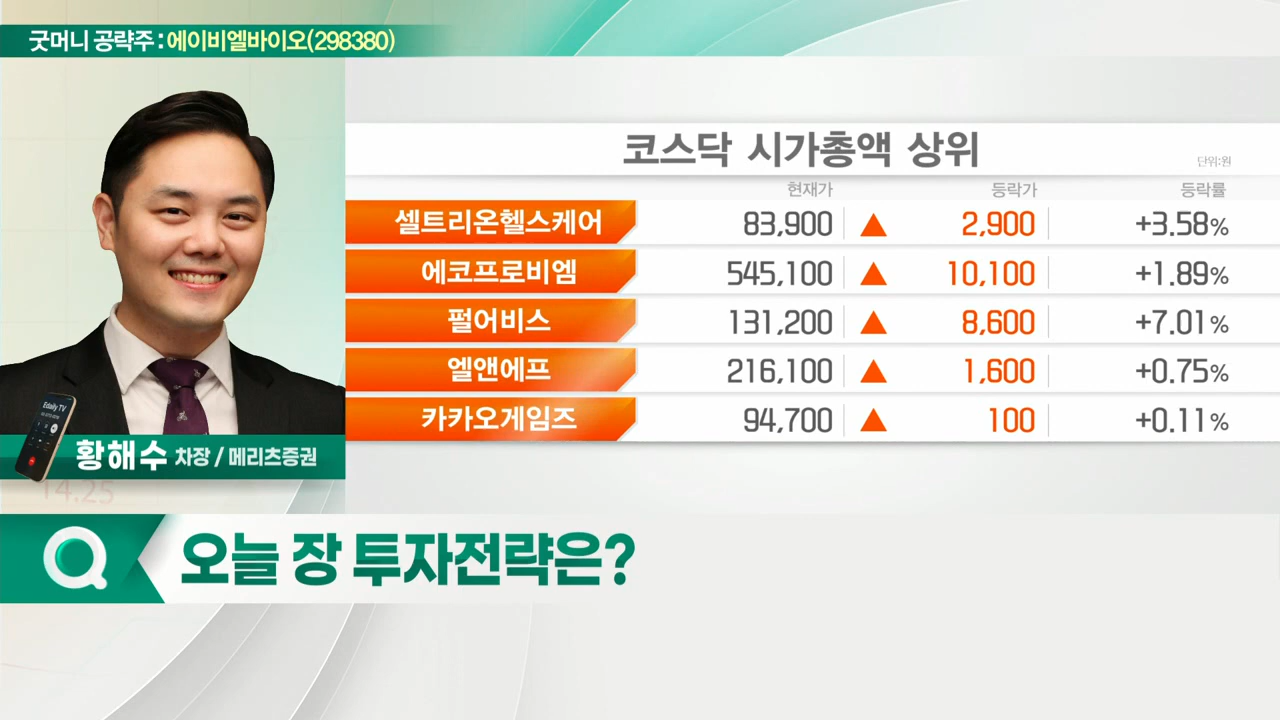 굿머니 공략주 : 에이비엘바이오(298380)
코스닥 시가총액 상위
단위:원
현재가 등락가 등락률
셀트리온헬스케어 83,900 ▲ 2,900 +3.58%
에코프로비엠 545,100 ▲ 10,100 +1.89%
펄어비스 131,200 ▲ 8,600 +7.01%
엘앤에프 216,100 ▲ 1,600 +0.75%
카카오게임즈 94,700 ▲ 100 +0.11%
Edaily TV
황해수 차장 / 메리츠증권
14.25
Q 오늘 장 투자전략은?